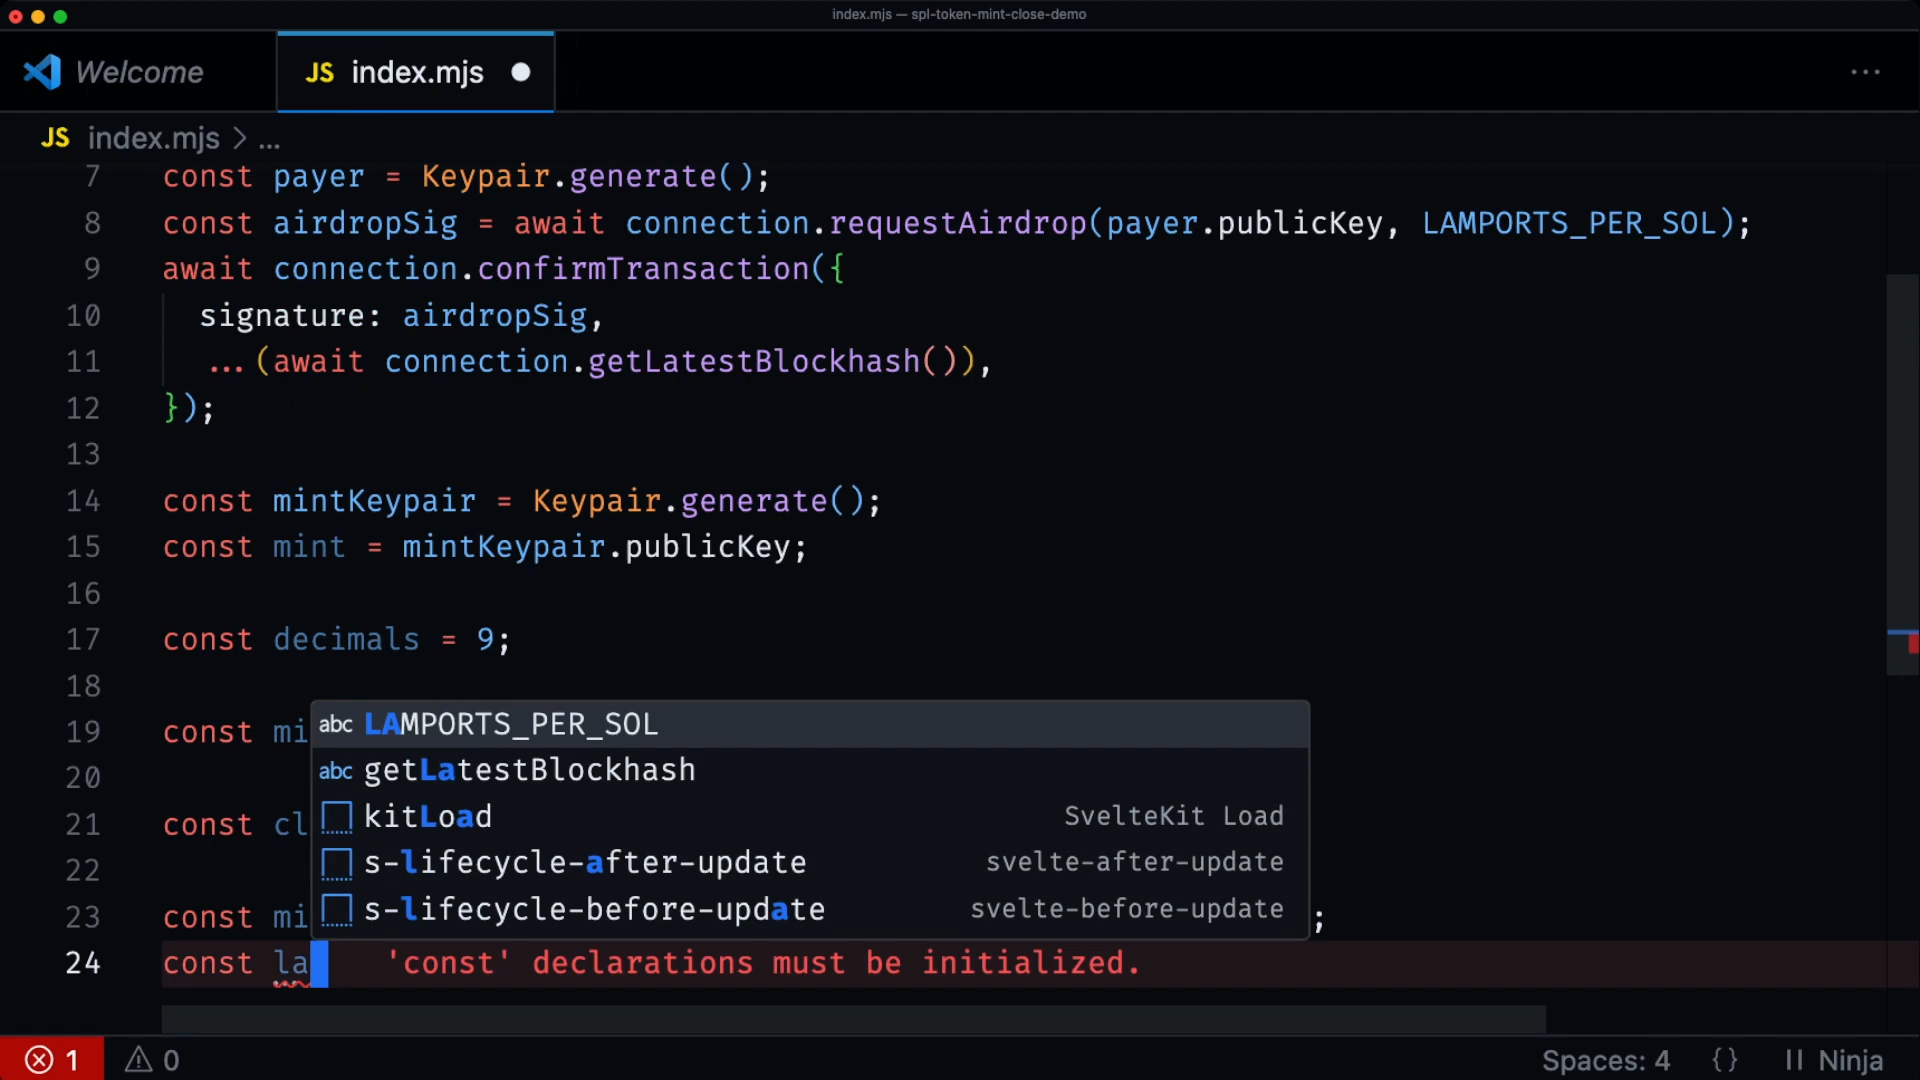 index.mjs — spl-token-mint-close-demo
Welcome
JS index.mjs
...
JS index.mjs > ...
7 const payer = Keypair.generate();
8 const airdropSig = await connection.requestAirdrop(payer.publicKey, LAMPORTS_PER_SOL);
9 await connection.confirmTransaction({
10 signature: airdropSig,
11 ...(await connection.getLatestBlockhash()),
12 });
13
14 const mintKeypair = Keypair.generate();
15 const mint = mintKeypair.publicKey;
16
17 const decimals = 9;
18
abc LAMPORTS_PER_SOL
19 const mi
abc getLatestBlockhash
20
kitLoad SvelteKit Load
21 const cl
s-lifecycle-after-update svelte-after-update
22
s-lifecycle-before-update svelte-before-update
23 const mi ;
24 const la 'const' declarations must be initialized.
1 0 Spaces: 4 {} Ninja